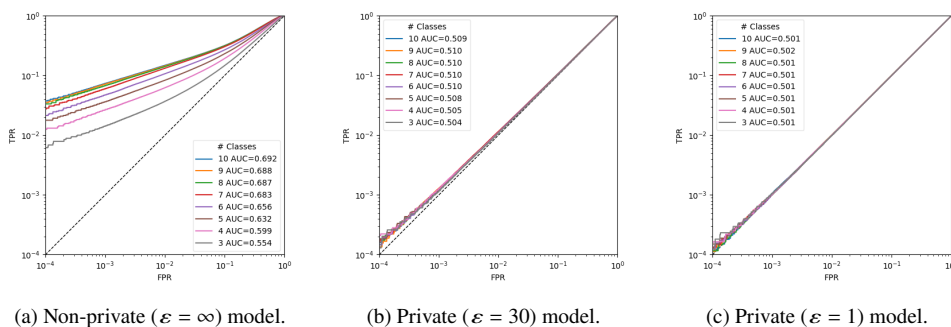 10⁰
10⁻¹
10⁻²
10⁻³
10⁻⁴
TPR
10⁻⁴ 10⁻³ 10⁻² 10⁻¹ 10⁰
FPR
# Classes
10 AUC=0.692
9 AUC=0.688
8 AUC=0.687
7 AUC=0.683
6 AUC=0.656
5 AUC=0.632
4 AUC=0.599
3 AUC=0.554
(a) Non-private (ε = ∞) model.
10⁰
10⁻¹
10⁻²
10⁻³
10⁻⁴
TPR
10⁻⁴ 10⁻³ 10⁻² 10⁻¹ 10⁰
FPR
# Classes
10 AUC=0.509
9 AUC=0.510
8 AUC=0.510
7 AUC=0.510
6 AUC=0.510
5 AUC=0.508
4 AUC=0.505
3 AUC=0.504
(b) Private (ε = 30) model.
10⁰
10⁻¹
10⁻²
10⁻³
10⁻⁴
TPR
10⁻⁴ 10⁻³ 10⁻² 10⁻¹ 10⁰
FPR
# Classes
10 AUC=0.501
9 AUC=0.502
8 AUC=0.501
7 AUC=0.501
6 AUC=0.501
5 AUC=0.501
4 AUC=0.501
3 AUC=0.501
(c) Private (ε = 1) model.